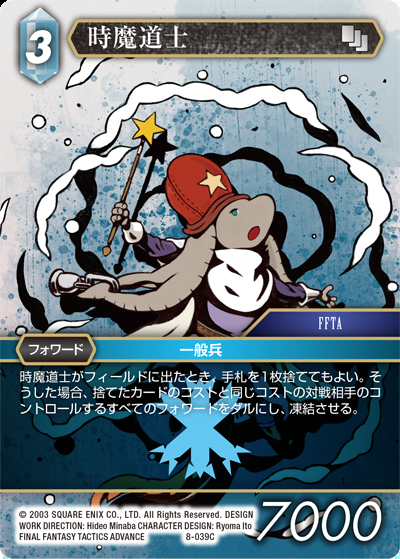 3
時魔道士
FFTA
フォワード
一般兵
時魔道士がフィールドに出たとき、手札を1枚捨ててもよい。そ
うした場合、捨てたカードのコストと同じコストの対戦相手のコ
ントロールするすべてのフォワードをダルにし、凍結させる。
© 2003 SQUARE ENIX CO., LTD. All Rights Reserved. DESIGN
WORK DIRECTION: Hideo Minaba CHARACTER DESIGN: Ryoma Ito
FINAL FANTASY TACTICS ADVANCE
8-039C
7000